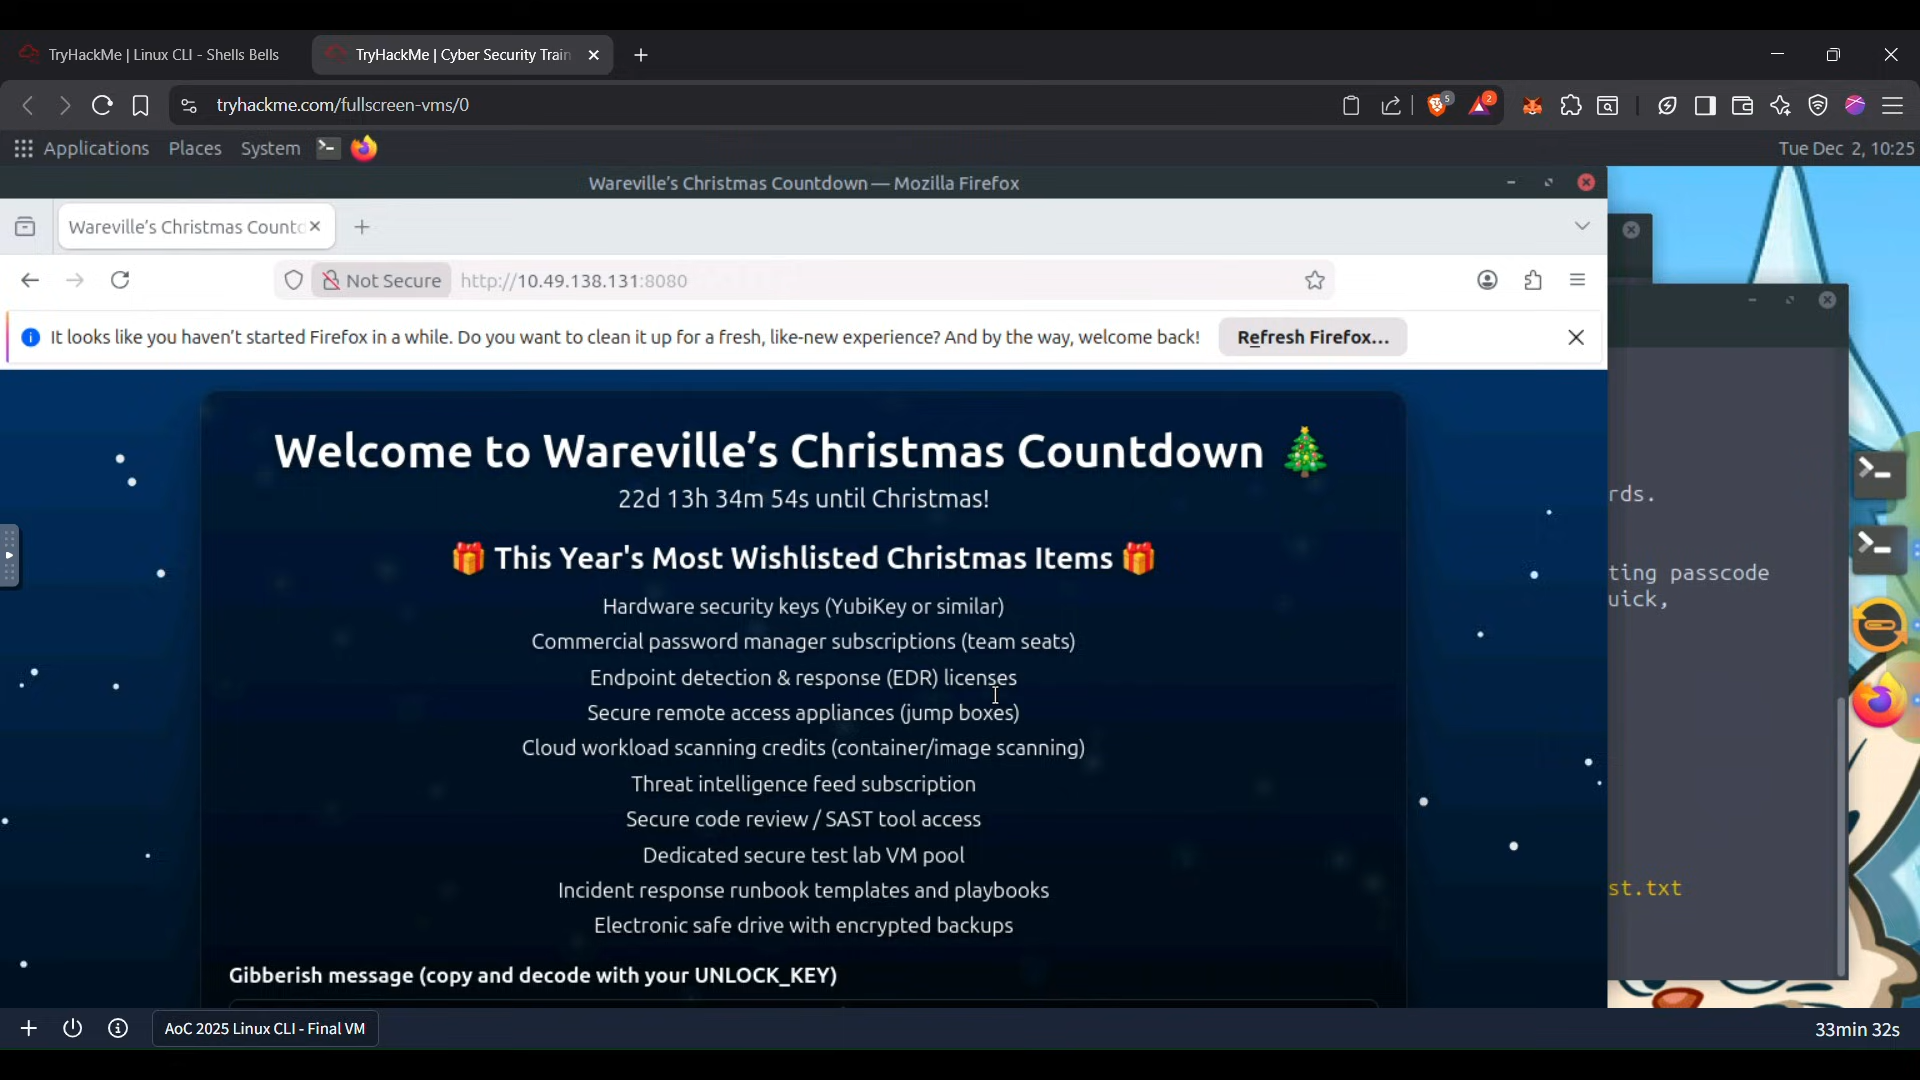 TryHackMe | Linux CLI - Shells Bells
TryHackMe | Cyber Security Train
tryhackme.com/fullscreen-vms/0
5
2
Applications Places System
Tue Dec 2, 10:25
Wareville’s Christmas Countdown — Mozilla Firefox
Wareville’s Christmas Countd
Not Secure http://10.49.138.131:8080
It looks like you haven’t started Firefox in a while. Do you want to clean it up for a fresh, like-new experience? And by the way, welcome back! Refresh Firefox...
Welcome to Wareville’s Christmas Countdown 🎄
22d 13h 34m 54s until Christmas!
🎁 This Year's Most Wishlisted Christmas Items 🎁
Hardware security keys (YubiKey or similar)
Commercial password manager subscriptions (team seats)
Endpoint detection & response (EDR) licenses
Secure remote access appliances (jump boxes)
Cloud workload scanning credits (container/image scanning)
Threat intelligence feed subscription
Secure code review / SAST tool access
Dedicated secure test lab VM pool
Incident response runbook templates and playbooks
Electronic safe drive with encrypted backups
Gibberish message (copy and decode with your UNLOCK_KEY)
rds.
ting passcode
uick,
st.txt
AoC 2025 Linux CLI - Final VM
33min 32s